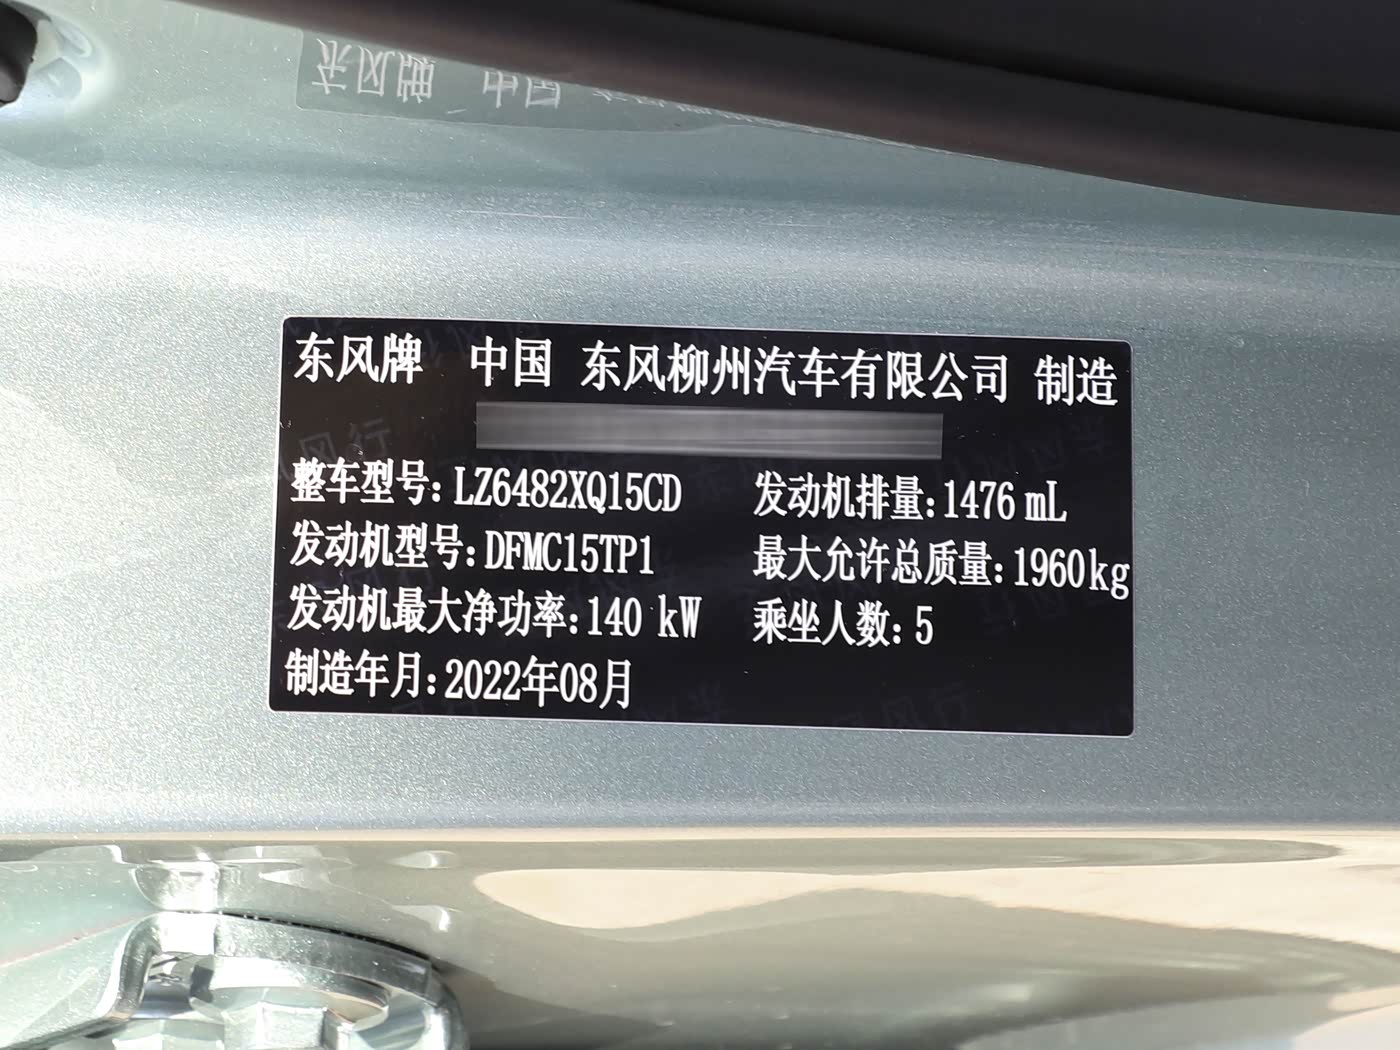 东风牌 中国 东风柳州汽车有限公司 制造
整车型号: LZ6482XQ15CD 发动机排量: 1476 mL
发动机型号: DFMC15TP1 最大允许总质量: 1960kg
发动机最大净功率: 140 kW 乘坐人数: 5
制造年月: 2022年08月